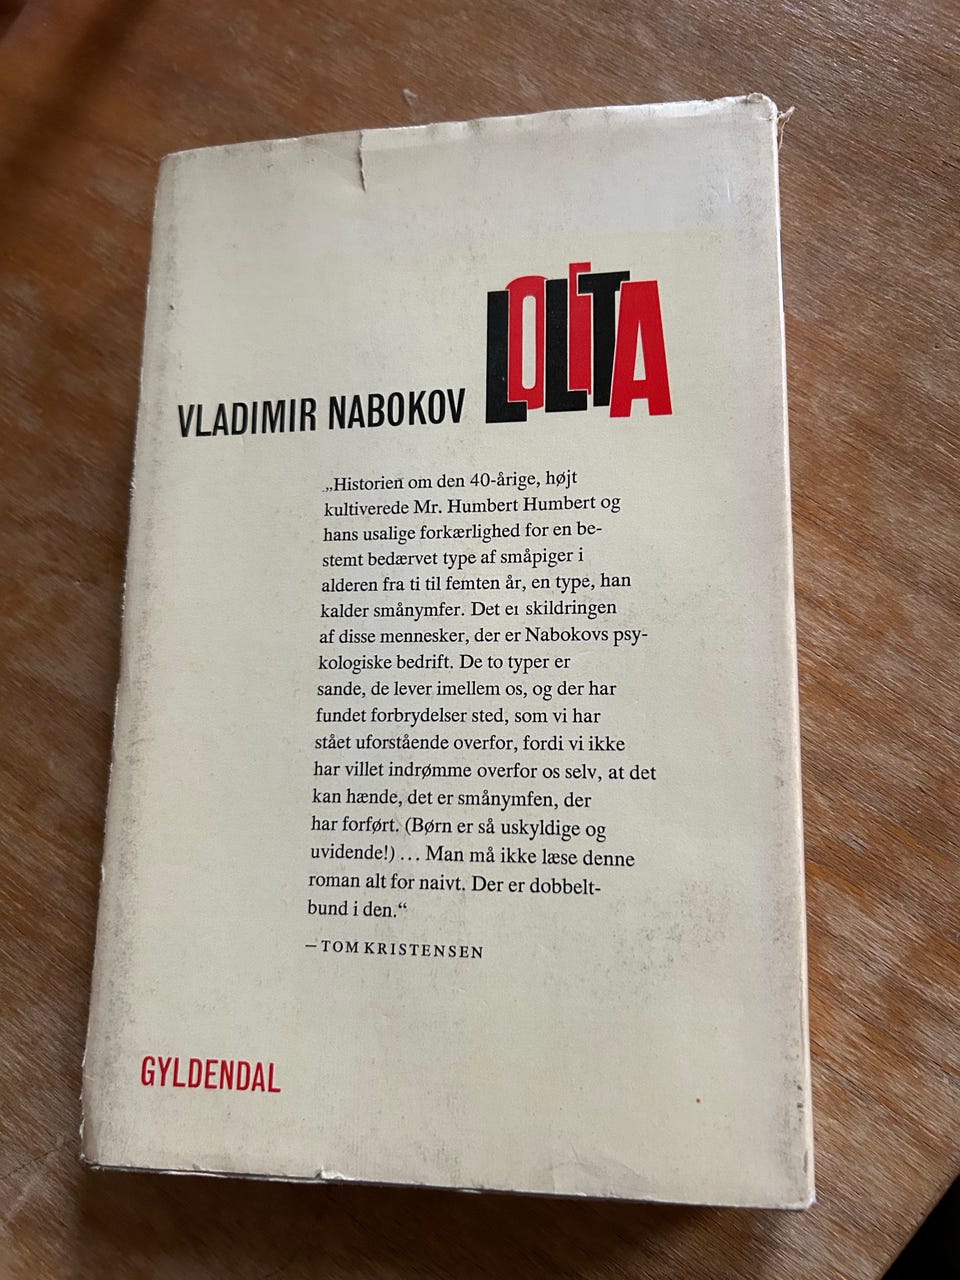 LOLITA
VLADIMIR NABOKOV
„Historien om den 40-årige, højt
kultiverede Mr. Humbert Humbert og
hans usalige forkærlighed for en be-
stemt bedærvet type af småpiger i
alderen fra ti til femten år, en type, han
kalder smånymfer. Det er skildringen
af disse mennesker, der er Nabokovs psy-
kologiske bedrift. De to typer er
sande, de lever imellem os, og der har
fundet forbrydelser sted, som vi har
stået uforstående overfor, fordi vi ikke
har villet indrømme overfor os selv, at det
kan hænde, det er smånymfen, der
har forført. (Børn er så uskyldige og
uvidende!) ... Man må ikke læse denne
roman alt for naivt. Der er dobbelt-
bund i den.“
— TOM KRISTENSEN
GYLDENDAL